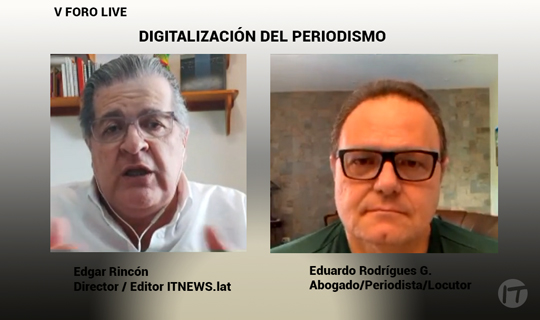 V FORO LIVE
DIGITALIZACIÓN DEL PERIODISMO
Edgar Rincón
Director / Editor ITNEWS.lat
Eduardo Rodrígues G.
Abogado/Periodista/Locutor
IT